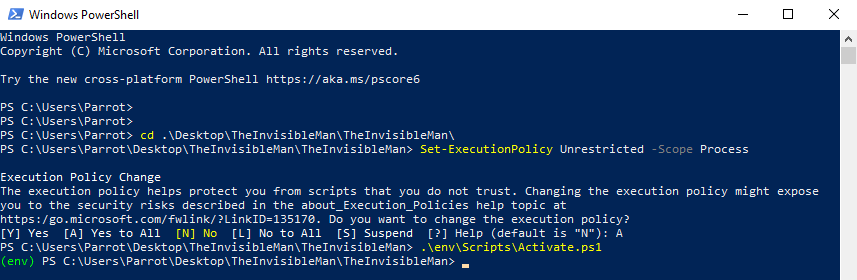 Windows PowerShell
Windows PowerShell
Copyright (C) Microsoft Corporation. All rights reserved.
Try the new cross-platform PowerShell https://aka.ms/pscore6
PS C:\Users\Parrot>
PS C:\Users\Parrot>
PS C:\Users\Parrot> cd .\Desktop\TheInvisibleMan\TheInvisibleMan\
PS C:\Users\Parrot\Desktop\TheInvisibleMan\TheInvisibleMan> Set-ExecutionPolicy Unrestricted -Scope Process
Execution Policy Change
The execution policy helps protect you from scripts that you do not trust. Changing the execution policy might expose
you to the security risks described in the about_Execution_Policies help topic at
https:/go.microsoft.com/fwlink/?LinkID=135170. Do you want to change the execution policy?
[Y] Yes  [A] Yes to All  [N] No  [L] No to All  [S] Suspend  [?] Help (default is "N"): A
PS C:\Users\Parrot\Desktop\TheInvisibleMan\TheInvisibleMan> .\env\Scripts\Activate.ps1
(env) PS C:\Users\Parrot\Desktop\TheInvisibleMan\TheInvisibleMan>